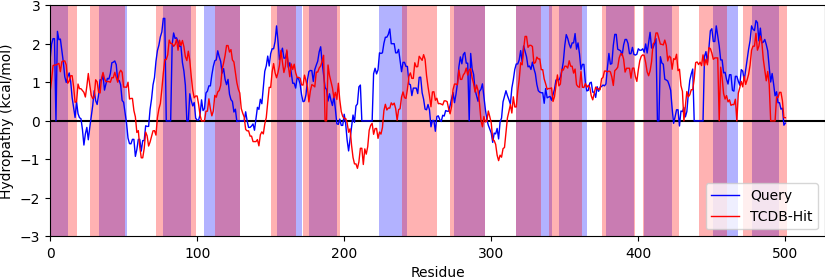 3
2
1
0
−1
−2
−3
Hydropathy (kcal/mol)
0 100 200 300 400 500
Residue
Query
TCDB-Hit